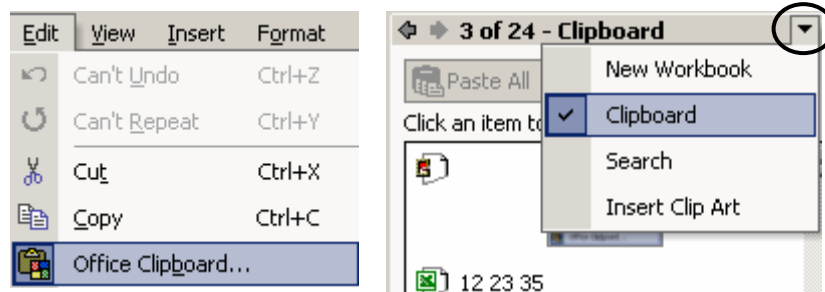 Edit View Insert Format
Can't Undo Ctrl+Z
Can't Repeat Ctrl+Y
Cut Ctrl+X
Copy Ctrl+C
Office Clipboard...
3 of 24 - Clipboard
Paste All
Click an item to
New Workbook
Clipboard
Search
Insert Clip Art
12 23 35